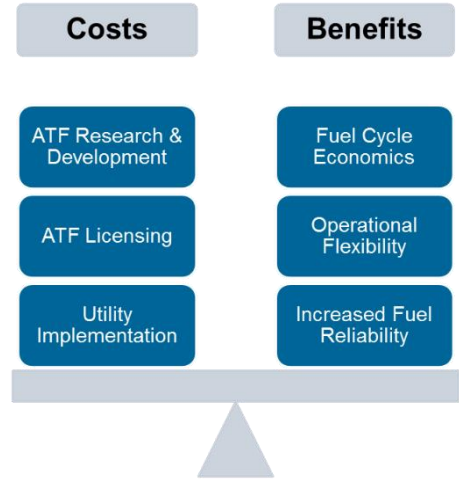 Costs
Benefits
ATF Research &
Development
Fuel Cycle
Economics
ATF Licensing
Operational
Flexibility
Utility
Implementation
Increased Fuel
Reliability